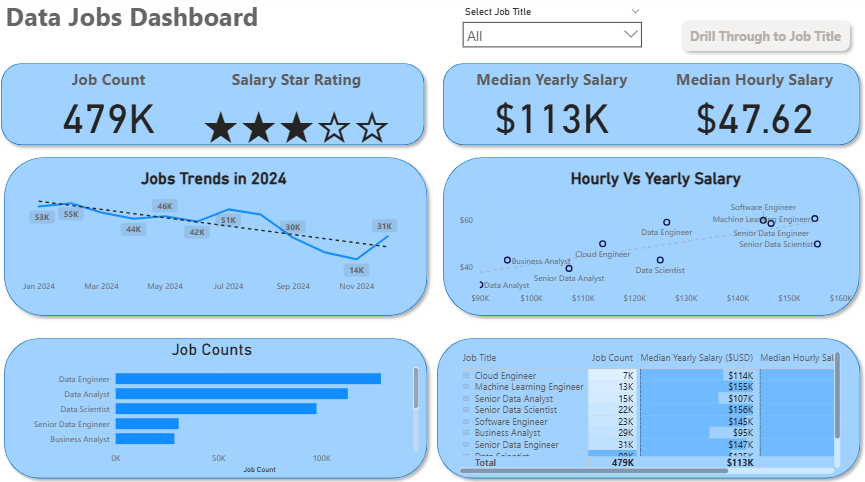 Data Jobs Dashboard
Select Job Title
All
Drill Through to Job Title
Job Count
479K
Salary Star Rating
Median Yearly Salary
$113K
Median Hourly Salary
$47.62
Jobs Trends in 2024
53K
55K
44K
46K
42K
51K
30K
14K
31K
Jan 2024 Mar 2024 May 2024 Jul 2024 Sep 2024 Nov 2024
Hourly Vs Yearly Salary
$60
$40
Software Engineer
Machine Learning Engineer
Data Engineer
Senior Data Engineer
Senior Data Scientist
Cloud Engineer
Business Analyst
Data Scientist
Senior Data Analyst
Data Analyst
$90K $100K $110K $120K $130K $140K $150K $160K
Job Counts
Data Engineer
Data Analyst
Data Scientist
Senior Data Engineer
Business Analyst
0K 50K 100K
Job Count
Job Title Job Count Median Yearly Salary ($USD) Median Hourly Sal
Cloud Engineer 7K $114K
Machine Learning Engineer 13K $155K
Senior Data Analyst 15K $107K
Senior Data Scientist 22K $156K
Software Engineer 23K $145K
Business Analyst 29K $95K
Senior Data Engineer 31K $147K
Total 479K $113K